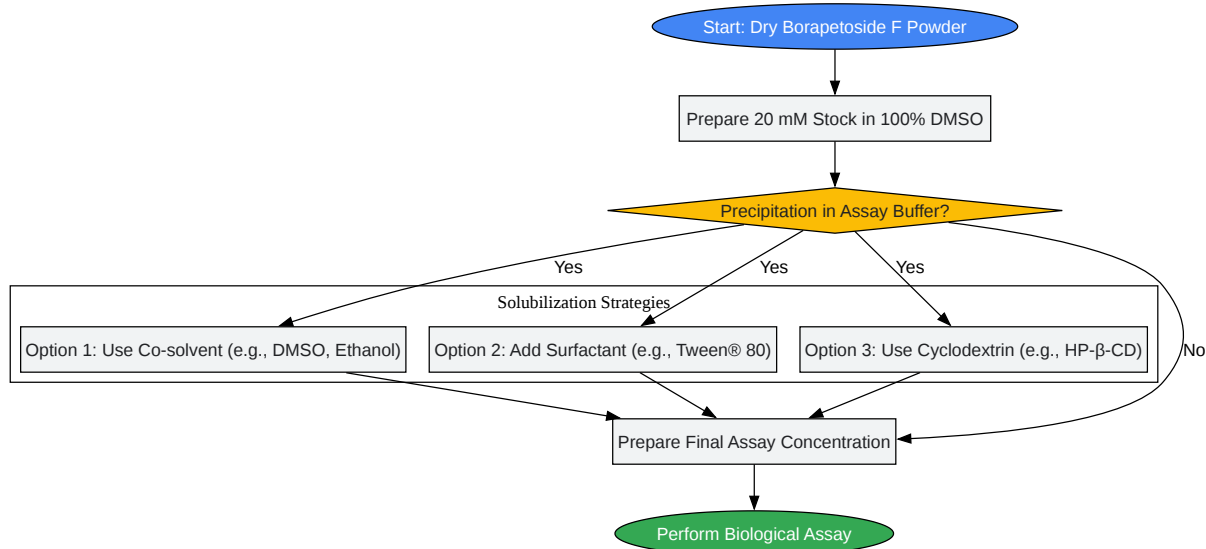 Start: Dry Borapetoside F Powder
Prepare 20 mM Stock in 100% DMSO
Precipitation in Assay Buffer?
Yes
Yes
Yes
No
Solubilization Strategies
Option 1: Use Co-solvent (e.g., DMSO, Ethanol)
Option 2: Add Surfactant (e.g., Tween® 80)
Option 3: Use Cyclodextrin (e.g., HP-β-CD)
Prepare Final Assay Concentration
Perform Biological Assay